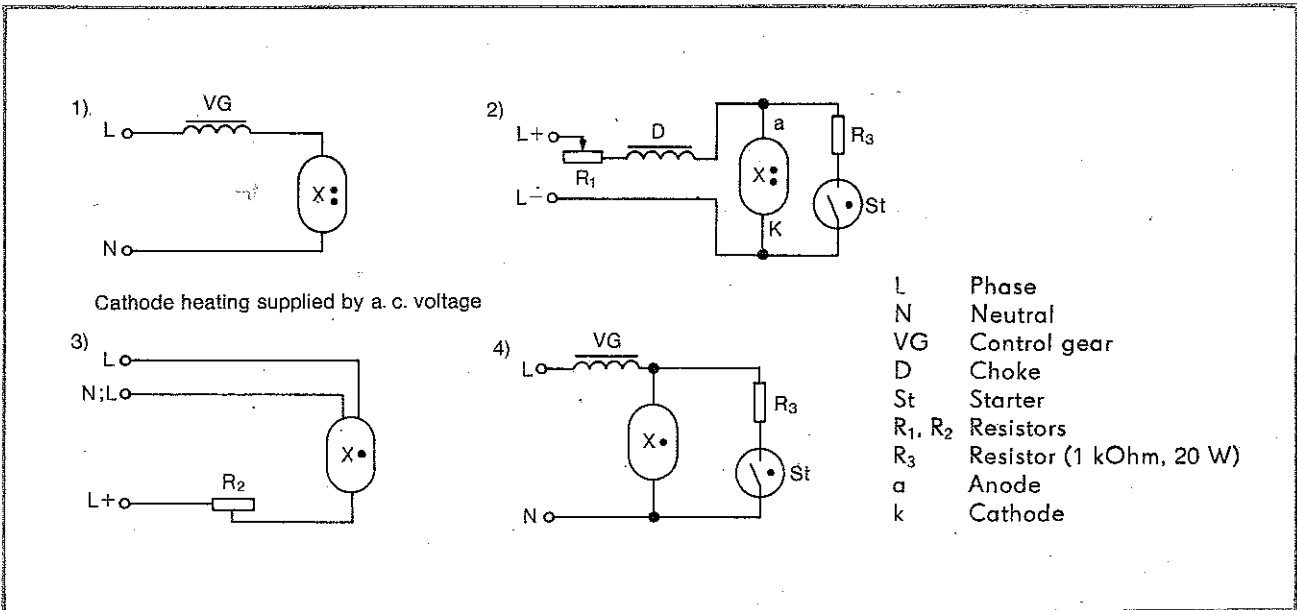 1)
VG
L
X
N
2)
L+
R1
D
a
X
K
R3
St
L-
Cathode heating supplied by a. c. voltage
3)
L
N;L
X
R2
L+
4)
VG
L
X
R3
St
N
L Phase
N Neutral
VG Control gear
D Choke
St Starter
R1, R2 Resistors
R3 Resistor (1 kOhm, 20 W)
a Anode
k Cathode